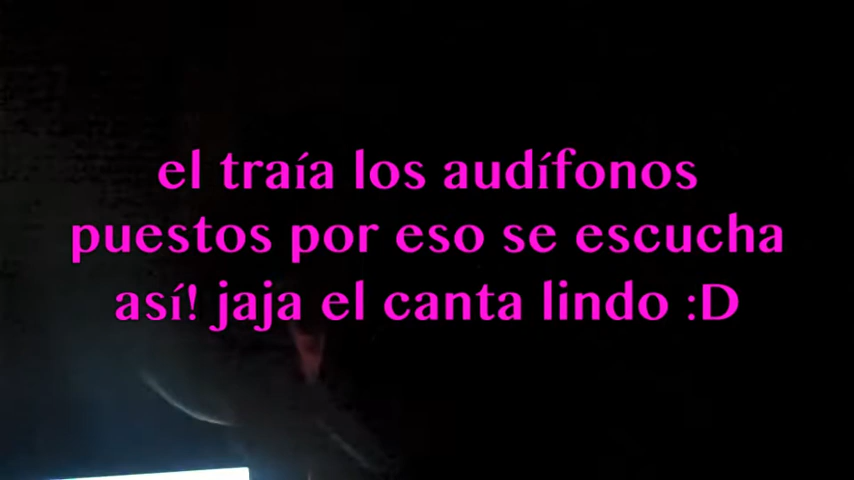 el traía los audífonos
puestos por eso se escucha
así! jaja el canta lindo :D